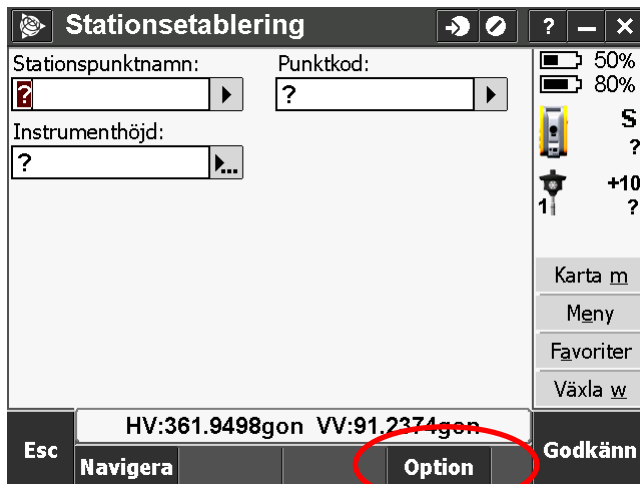 Stationsetablering
? – ×
Stationspunktnamn:
Punktkod:
?
?
Instrumenthöjd:
?
...
50%
80%
S
?
+10
1
?
Karta m
Meny
Favoriter
Växla w
HV:361.9498gon VV:91.2374gon
Esc
Navigera
Option
Godkänn